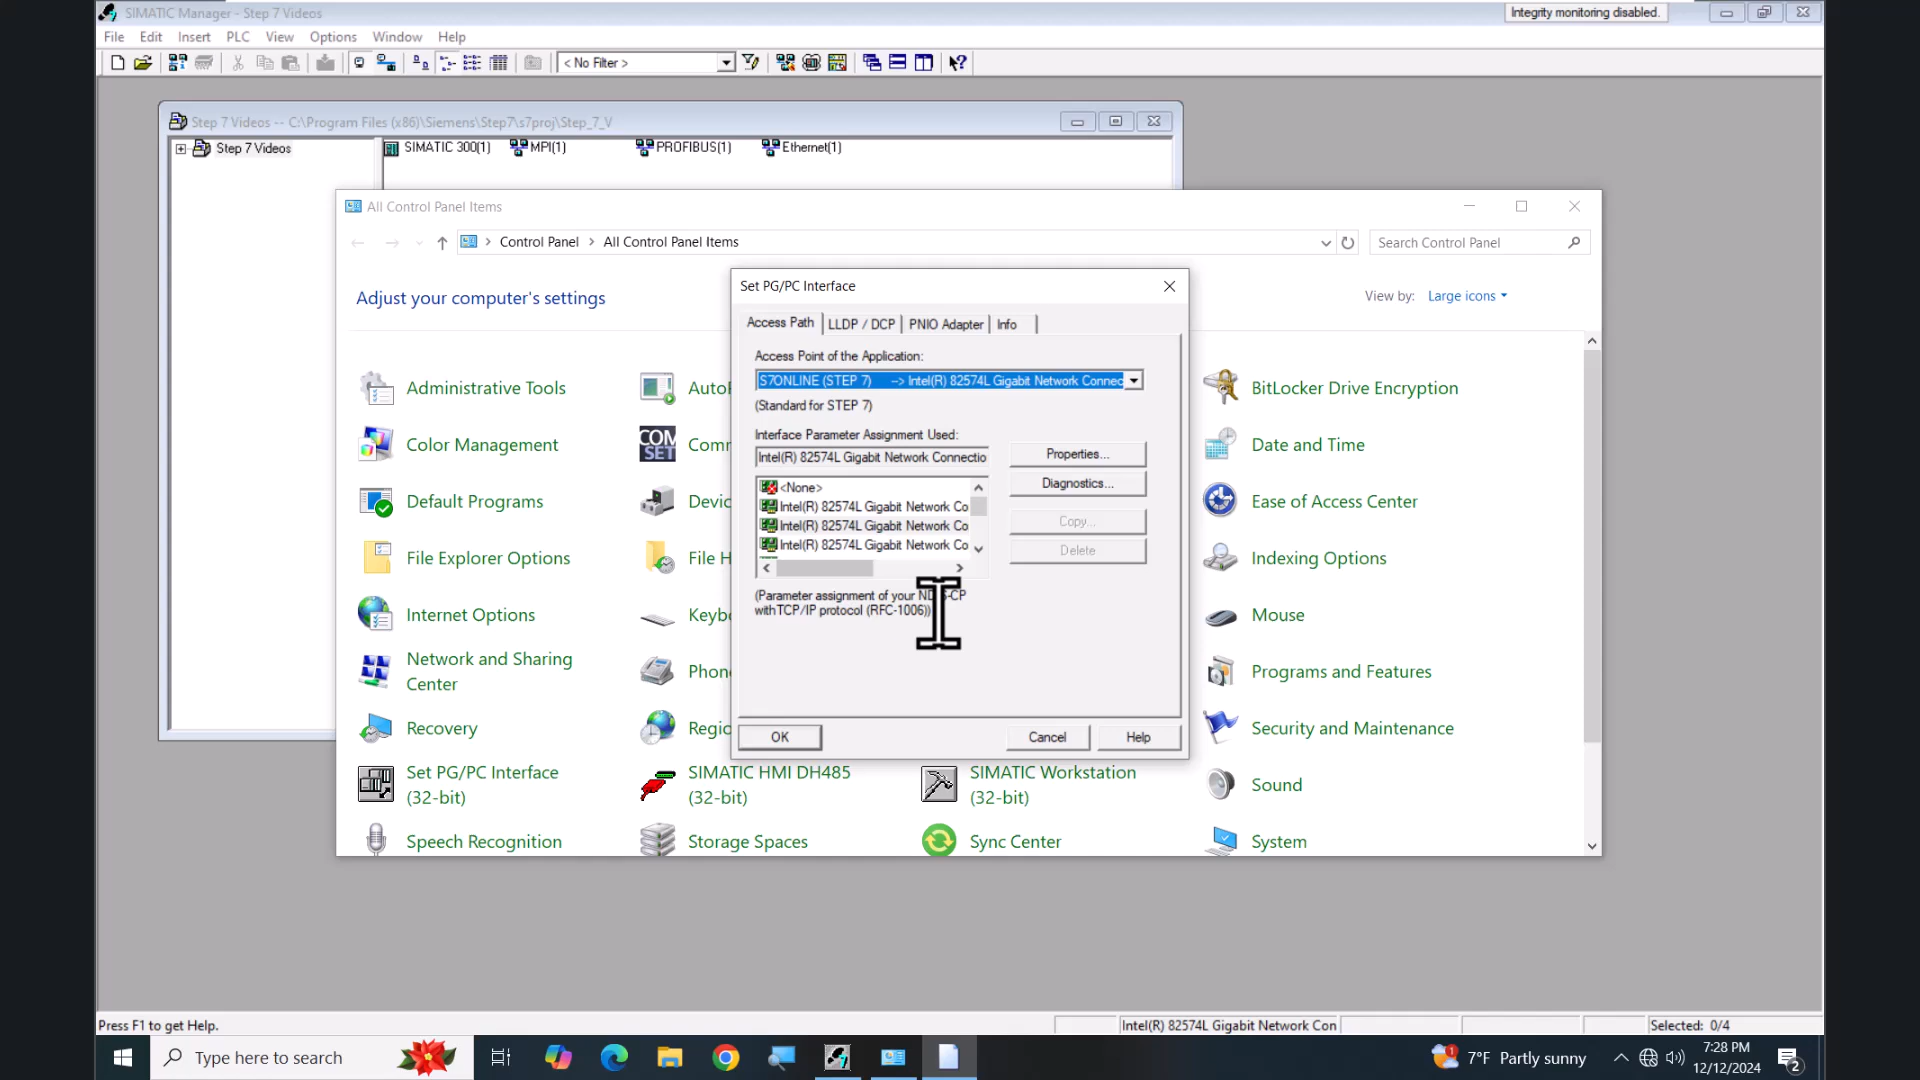 SIMATIC Manager - Step 7 Videos
Integrity monitoring disabled.
File Edit Insert PLC View Options Window Help
< No Filter >
Step 7 Videos -- C:\Program Files (x86)\Siemens\Step7\s7proj\Step_7_V
Step 7 Videos
SIMATIC 300(1) MPI(1) PROFIBUS(1) Ethernet(1)
All Control Panel Items
Control Panel > All Control Panel Items
Search Control Panel
Adjust your computer's settings
View by: Large icons
Set PG/PC Interface
Access Path LLDP / DCP PNIO Adapter Info
Access Point of the Application:
S7ONLINE (STEP 7) --> Intel(R) 82574L Gigabit Network Connec
(Standard for STEP 7)
Interface Parameter Assignment Used:
Intel(R) 82574L Gigabit Network Connectio
Properties...
<None>
Diagnostics...
Intel(R) 82574L Gigabit Network Co
Intel(R) 82574L Gigabit Network Co
Copy...
Intel(R) 82574L Gigabit Network Co
Delete
(Parameter assignment of your -CP
with TCP/IP protocol (RFC-1006))
OK Cancel Help
Administrative Tools
Auto
BitLocker Drive Encryption
Color Management
COM
SET
Comm
Date and Time
Default Programs
Devic
Ease of Access Center
File Explorer Options
File H
Indexing Options
Internet Options
Keyb
Mouse
Network and Sharing
Center
Phon
Programs and Features
Recovery
Regio
Security and Maintenance
Set PG/PC Interface
(32-bit)
SIMATIC HMI DH485
(32-bit)
SIMATIC Workstation
(32-bit)
Sound
Speech Recognition
Storage Spaces
Sync Center
System
Press F1 to get Help.
Intel(R) 82574L Gigabit Network Con
Selected: 0/4
Type here to search
1
7°F Partly sunny
7:28 PM
12/12/2024
2